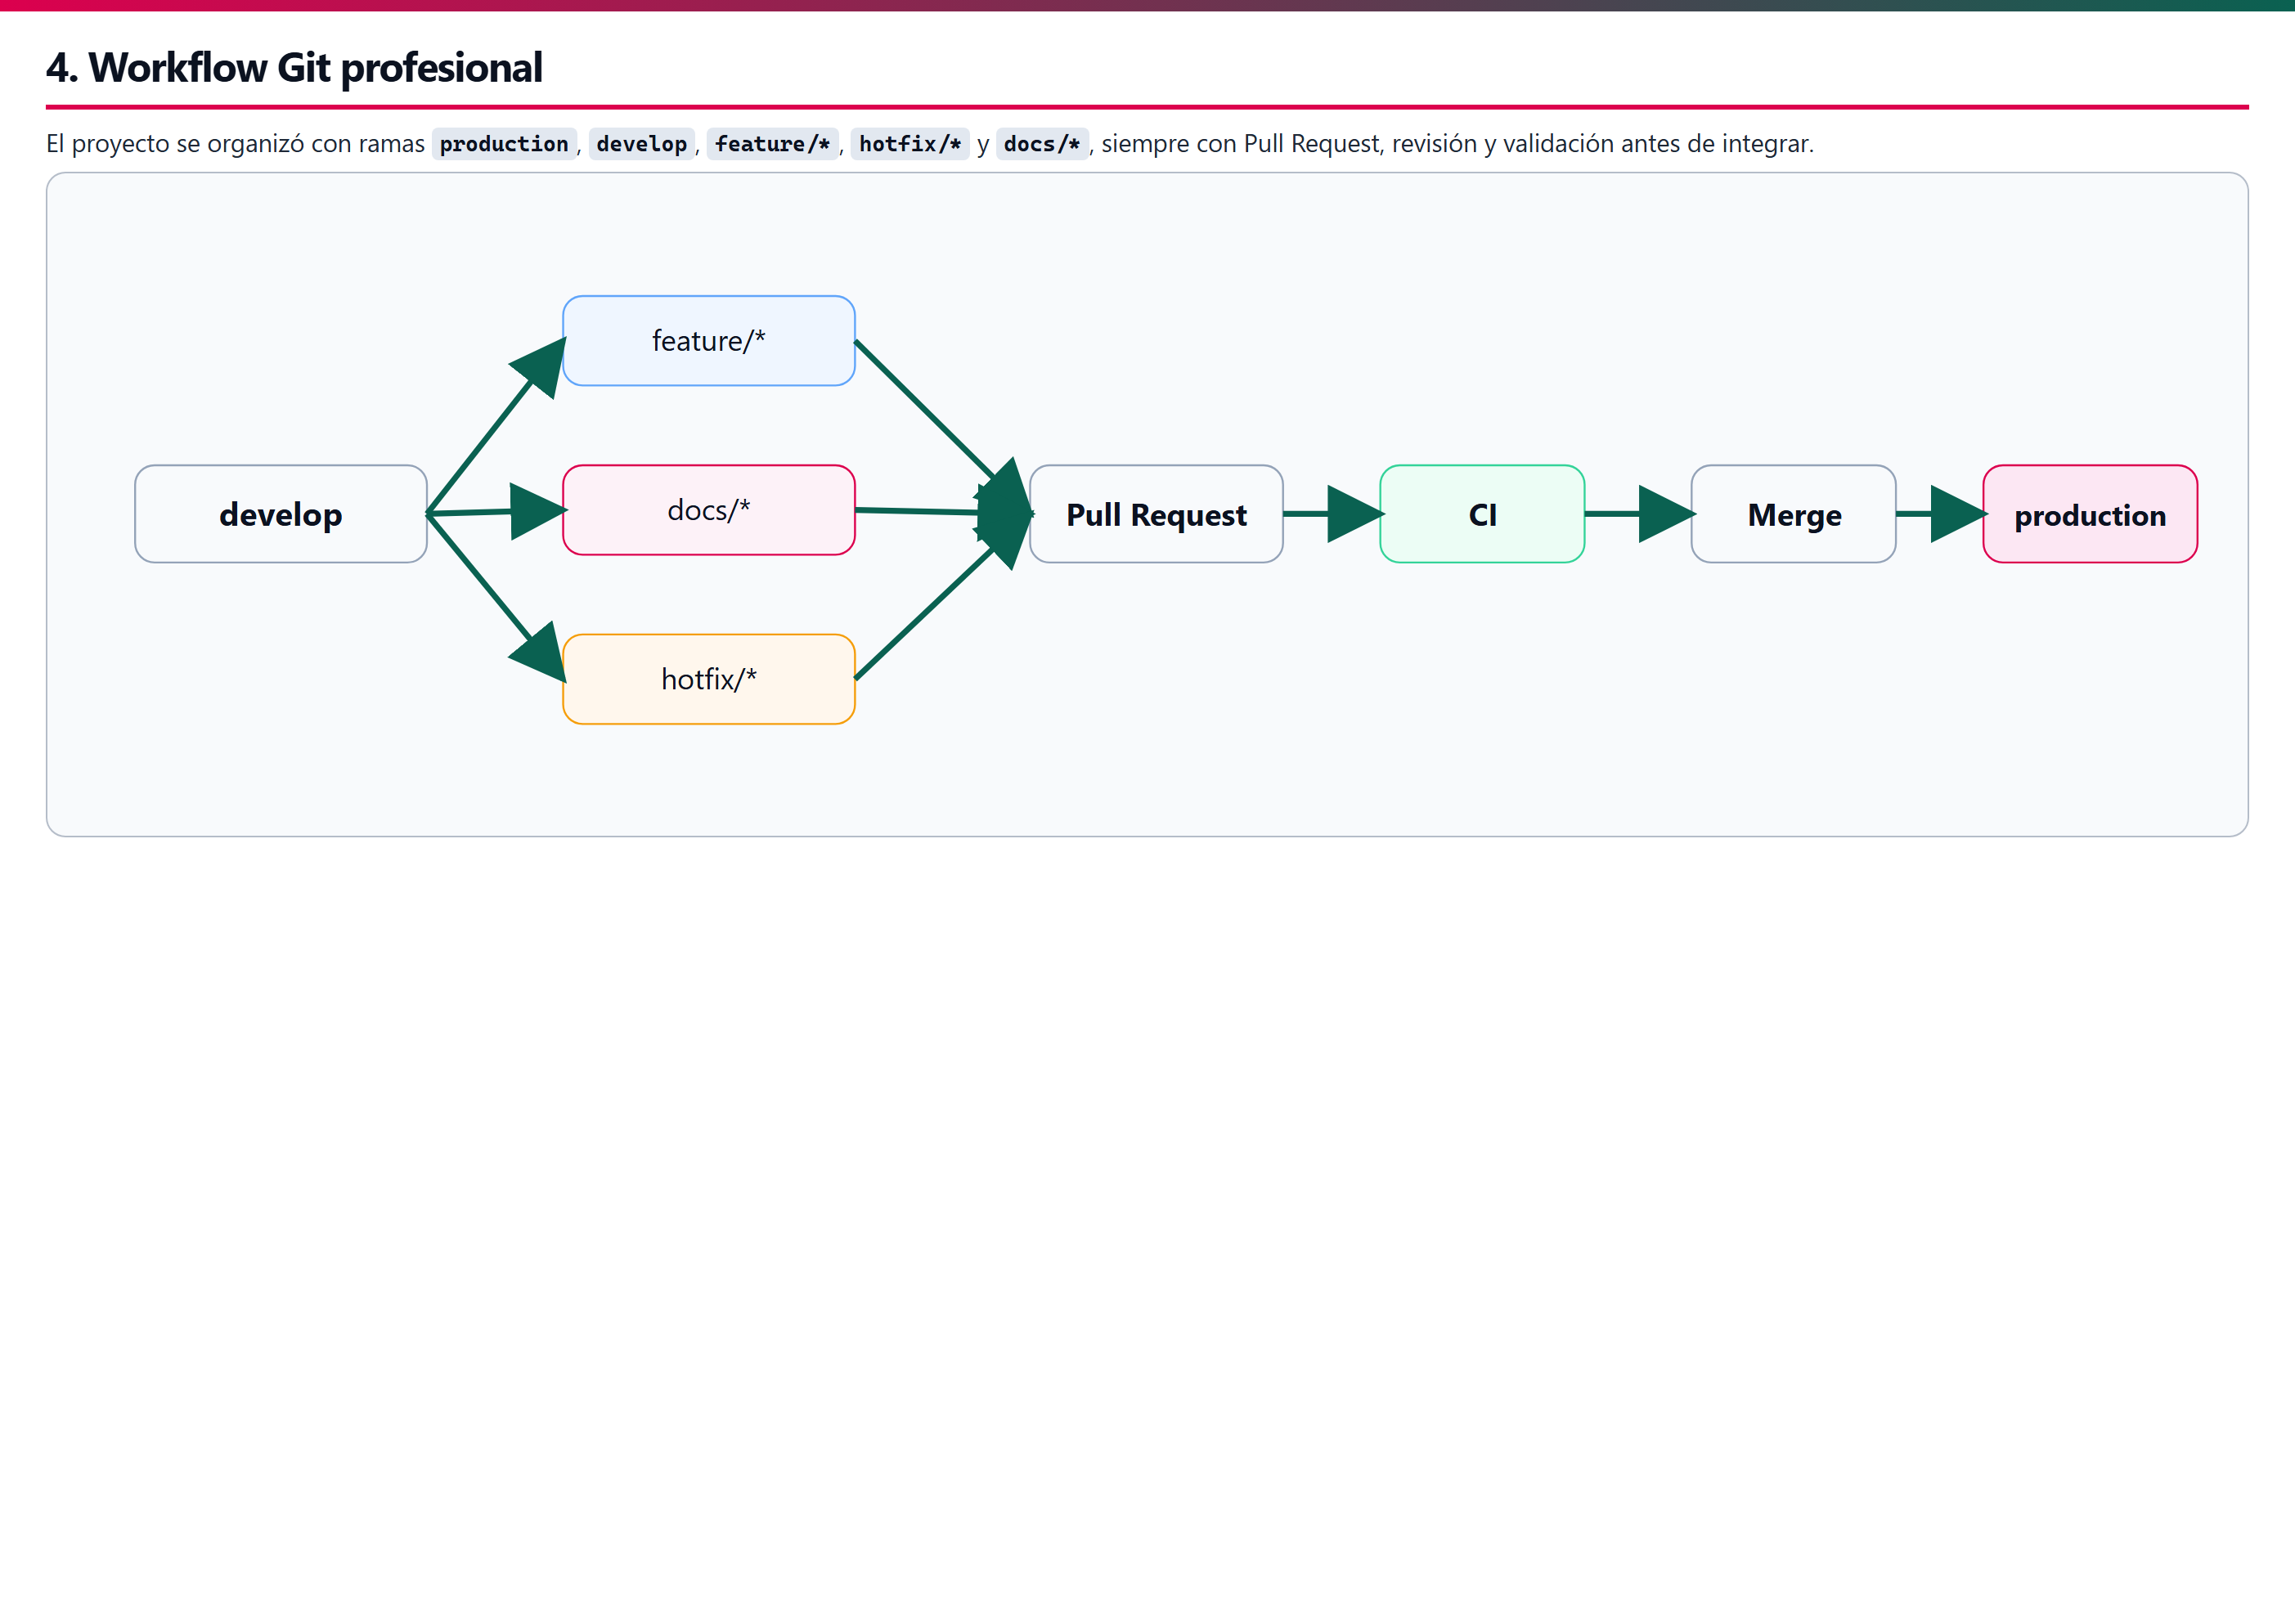 4. Workflow Git profesional
El proyecto se organizó con ramas production, develop, feature/*, hotfix/* y docs/*, siempre con Pull Request, revisión y validación antes de integrar.
feature/*
develop
docs/*
Pull Request
CI
Merge
production
hotfix/*